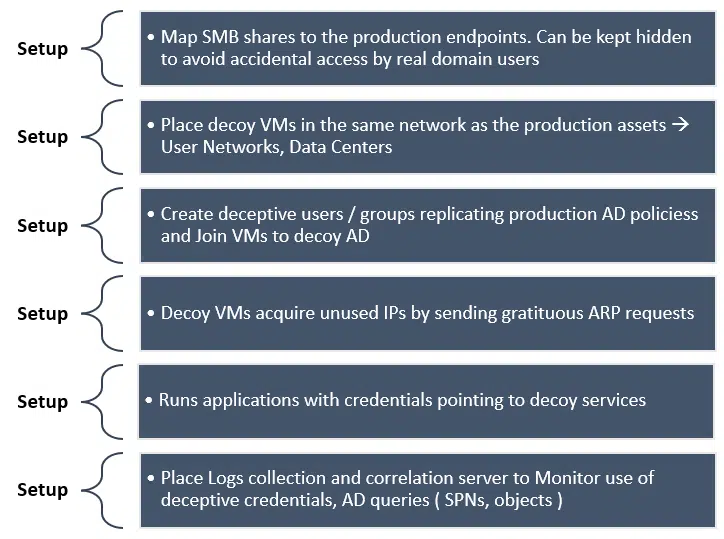 Setup
• Map SMB shares to the production endpoints. Can be kept hidden
to avoid accidental access by real domain users
Setup
• Place decoy VMs in the same network as the production assets →
User Networks, Data Centers
Setup
• Create deceptive users / groups replicating production AD policiess
and Join VMs to decoy AD
Setup
• Decoy VMs acquire unused IPs by sending gratituous ARP requests
Setup
• Runs applications with credentials pointing to decoy services
Setup
• Place Logs collection and correlation server to Monitor use of
deceptive credentials, AD queries ( SPNs, objects )